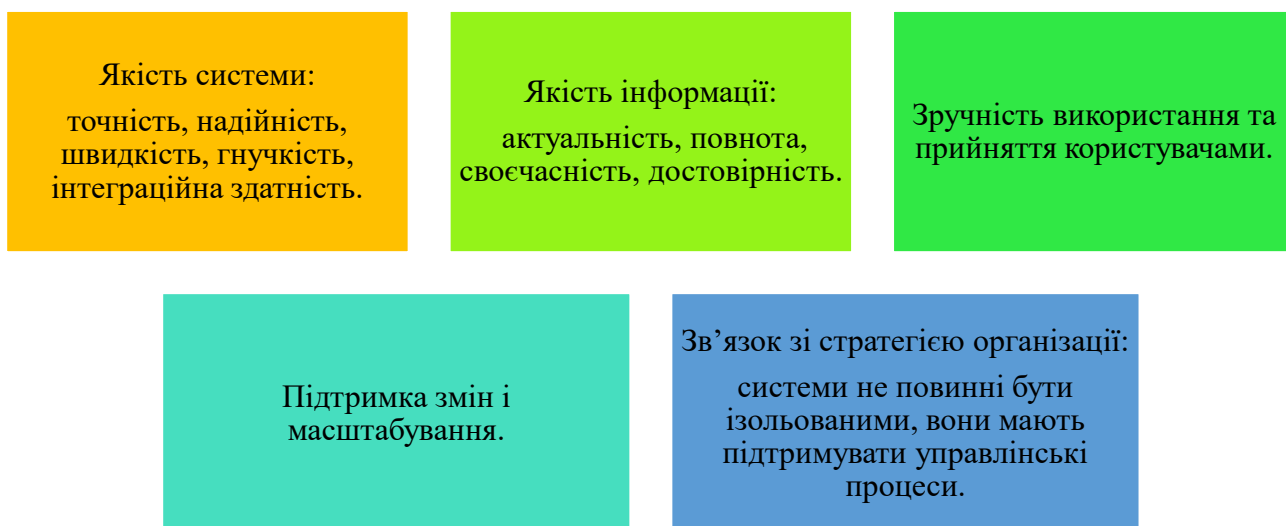 Якість системи:
точність, надійність,
швидкість, гнучкість,
інтеграційна здатність.
Якість інформації:
актуальність, повнота,
своєчасність, достовірність.
Зручність використання та
прийняття користувачами.
Підтримка змін і
масштабування.
Зв’язок зі стратегією організації:
системи не повинні бути
ізольованими, вони мають
підтримувати управлінські
процеси.